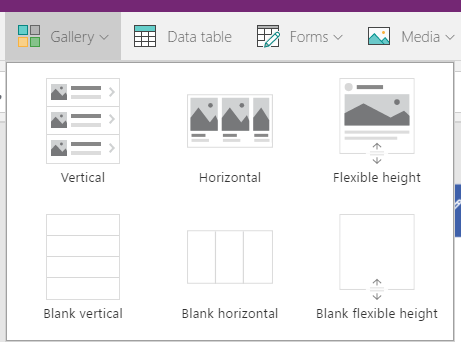 Gallery Data table Forms Media
Vertical Horizontal Flexible height
Blank vertical Blank horizontal Blank flexible height